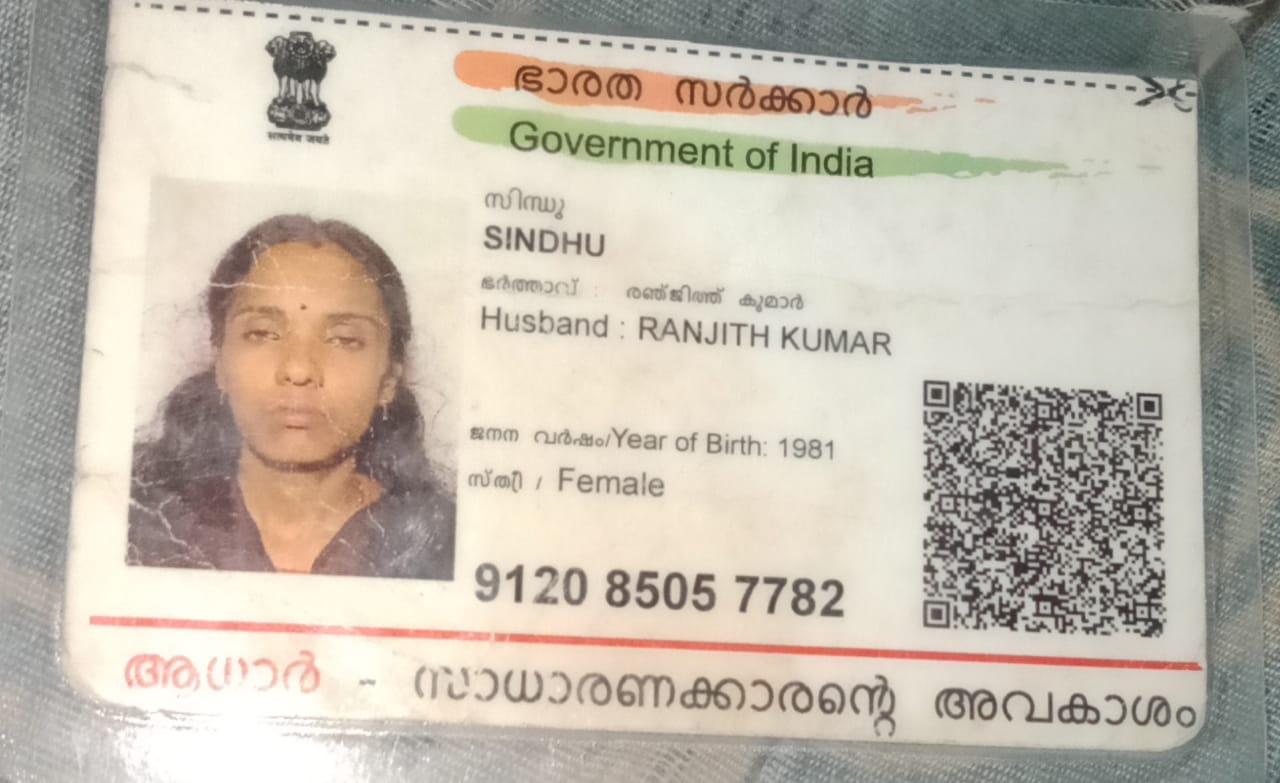 ഭാരത സർക്കാർ
Government of India
सत्यमेव जयते
സിന്ധു
SINDHU
ഭർത്താവ് : രഞ്ജിത്ത് കുമാർ
Husband : RANJITH KUMAR
ജനന വർഷം/Year of Birth: 1981
സ്ത്രീ / Female
9120 8505 7782
ആധാർ - സാധാരണക്കാരന്റെ അവകാശം